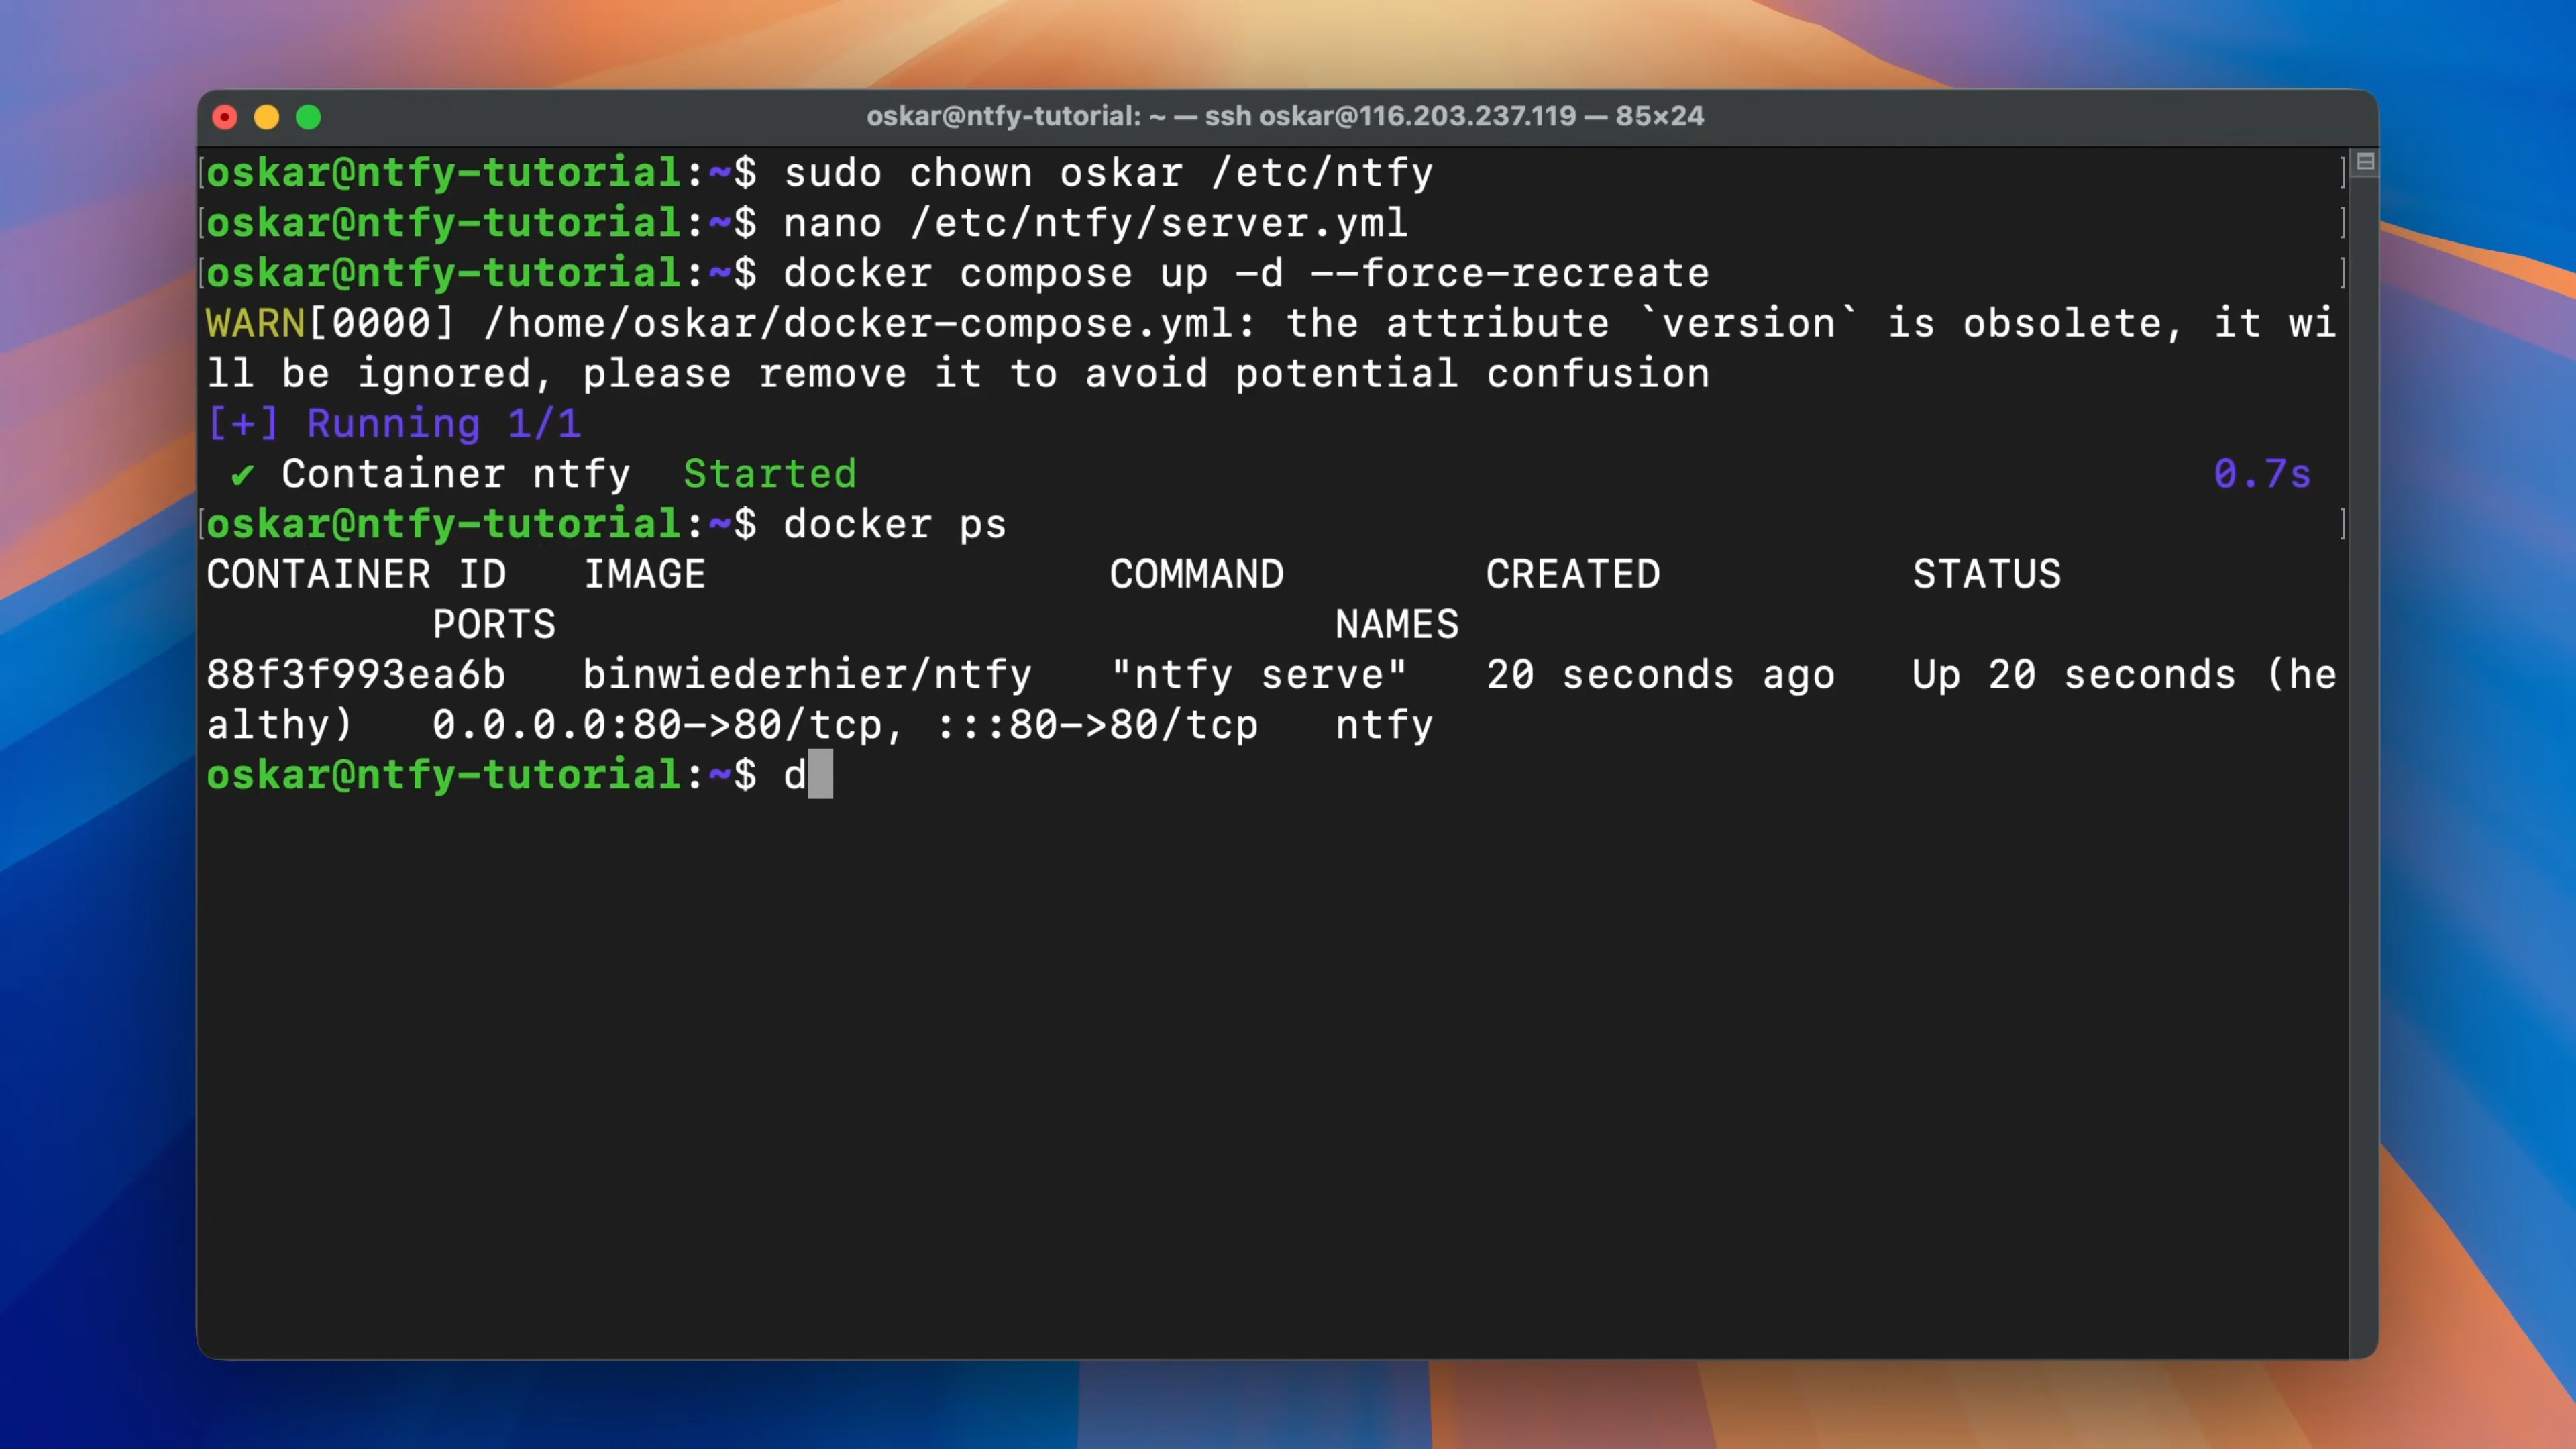 oskar@ntfy-tutorial: ~ — ssh oskar@116.203.237.119 — 85×24
[oskar@ntfy-tutorial:~$ sudo chown oskar /etc/ntfy ]
[oskar@ntfy-tutorial:~$ nano /etc/ntfy/server.yml ]
[oskar@ntfy-tutorial:~$ docker compose up -d --force-recreate ]
WARN[0000] /home/oskar/docker-compose.yml: the attribute `version` is obsolete, it wi
ll be ignored, please remove it to avoid potential confusion
[+] Running 1/1
✔ Container ntfy  Started 0.7s
[oskar@ntfy-tutorial:~$ docker ps ]
CONTAINER ID   IMAGE                COMMAND        CREATED          STATUS
         PORTS                               NAMES
88f3f993ea6b   binwiederhier/ntfy   "ntfy serve"   20 seconds ago   Up 20 seconds (he
althy)   0.0.0.0:80->80/tcp, :::80->80/tcp   ntfy
oskar@ntfy-tutorial:~$ d